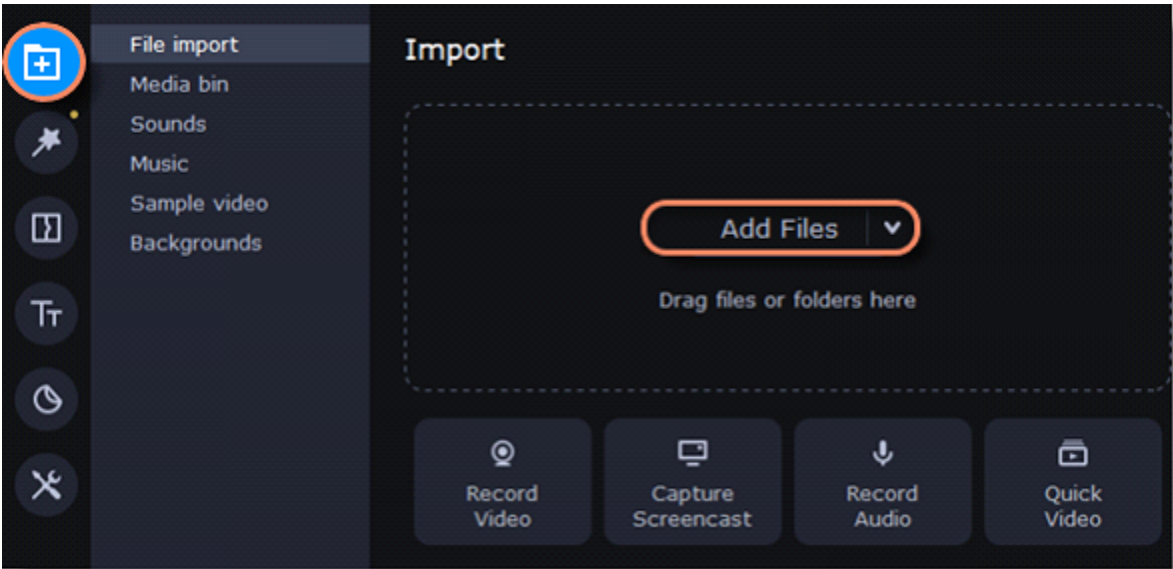 File import
Media bin
Sounds
Music
Sample video
Backgrounds
Import
Add Files
Drag files or folders here
Record
Video
Capture
Screencast
Record
Audio
Quick
Video
Tт